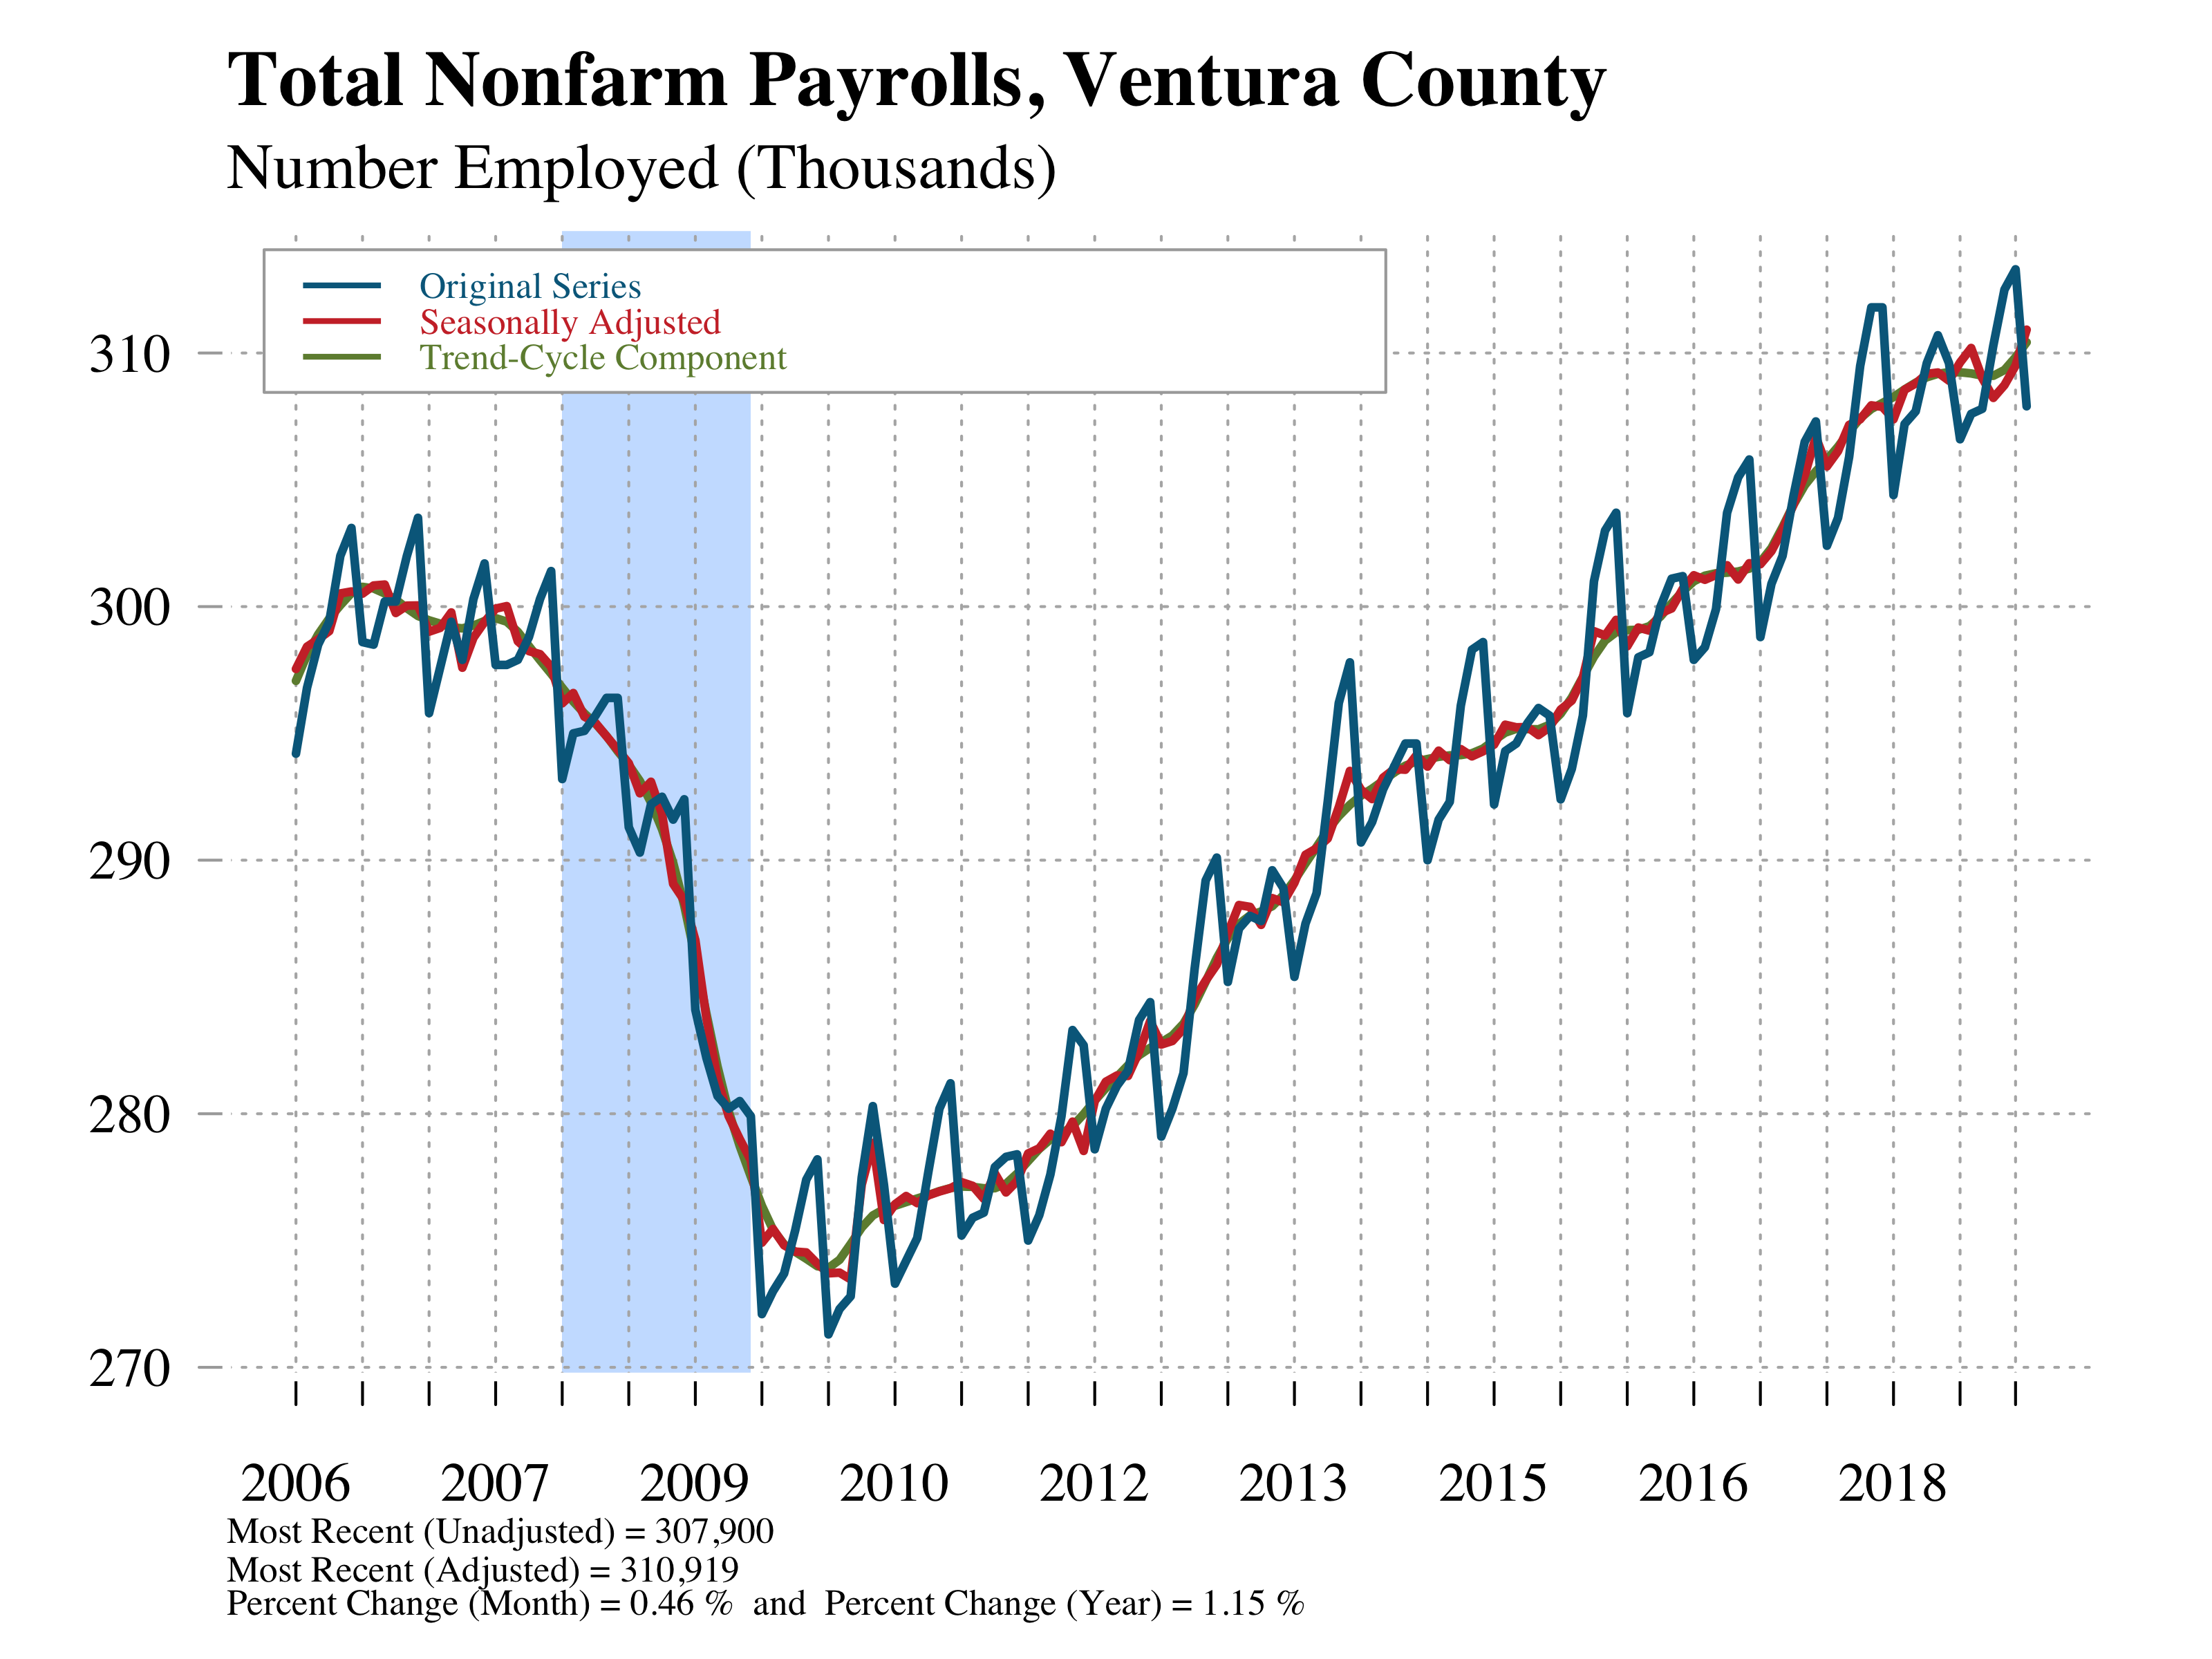 Total Nonfarm Payrolls, Ventura County
Number Employed (Thousands)
Original Series
Seasonally Adjusted
Trend-Cycle Component
310
300
290
280
270
2006 2007 2009 2010 2012 2013 2015 2016 2018
Most Recent (Unadjusted) = 307,900
Most Recent (Adjusted) = 310,919
Percent Change (Month) = 0.46 % and Percent Change (Year) = 1.15 %